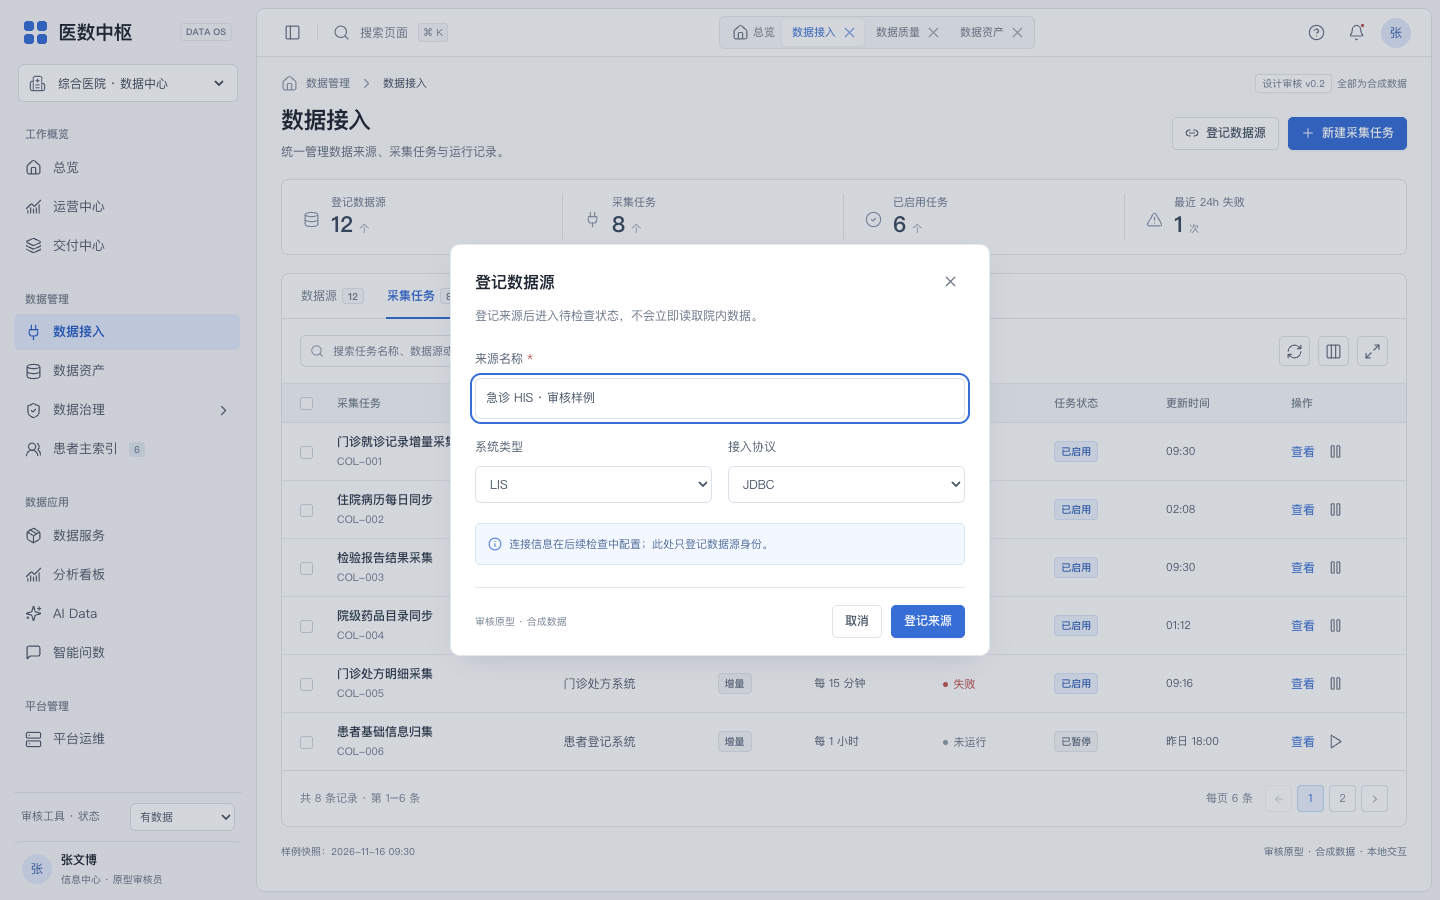 医数中枢
DATA OS
综合医院 · 数据中心
工作概览
总览
运营中心
交付中心
数据管理
数据接入
数据资产
数据治理
患者主索引 6
数据应用
数据服务
分析看板
AI Data
智能问数
平台管理
平台运维
审核工具 · 状态
有数据
张
张文博
信息中心 · 原型审核员
搜索页面 ⌘ K
总览
数据接入
数据质量
数据资产
张
数据管理 > 数据接入
设计审核 v0.2 全部为合成数据
数据接入
统一管理数据来源、采集任务与运行记录。
登记数据源
新建采集任务
登记数据源
12 个
采集任务
8 个
已启用任务
6 个
最近 24h 失败
1 次
数据源 12
采集任务
搜索任务名称、数据源或
采集任务 任务状态 更新时间 操作
门诊就诊记录增量采集
COL-001
已启用 09:30 查看
住院病历每日同步
COL-002
已启用 02:08 查看
检验报告结果采集
COL-003
已启用 09:30 查看
院级药品目录同步
COL-004
已启用 01:12 查看
门诊处方明细采集
COL-005
门诊处方系统 增量 每 15 分钟 失败 已启用 09:16 查看
患者基础信息归集
COL-006
患者登记系统 增量 每 1 小时 未运行 已暂停 昨日 18:00 查看
共 8 条记录 · 第 1–6 条
每页 6 条 ← 1 2 >
样例快照：2026-11-16 09:30
审核原型 · 合成数据 · 本地交互
登记数据源
登记来源后进入待检查状态，不会立即读取院内数据。
来源名称 *
急诊 HIS · 审核样例
系统类型
LIS
接入协议
JDBC
连接信息在后续检查中配置；此处只登记数据源身份。
审核原型 · 合成数据
取消
登记来源